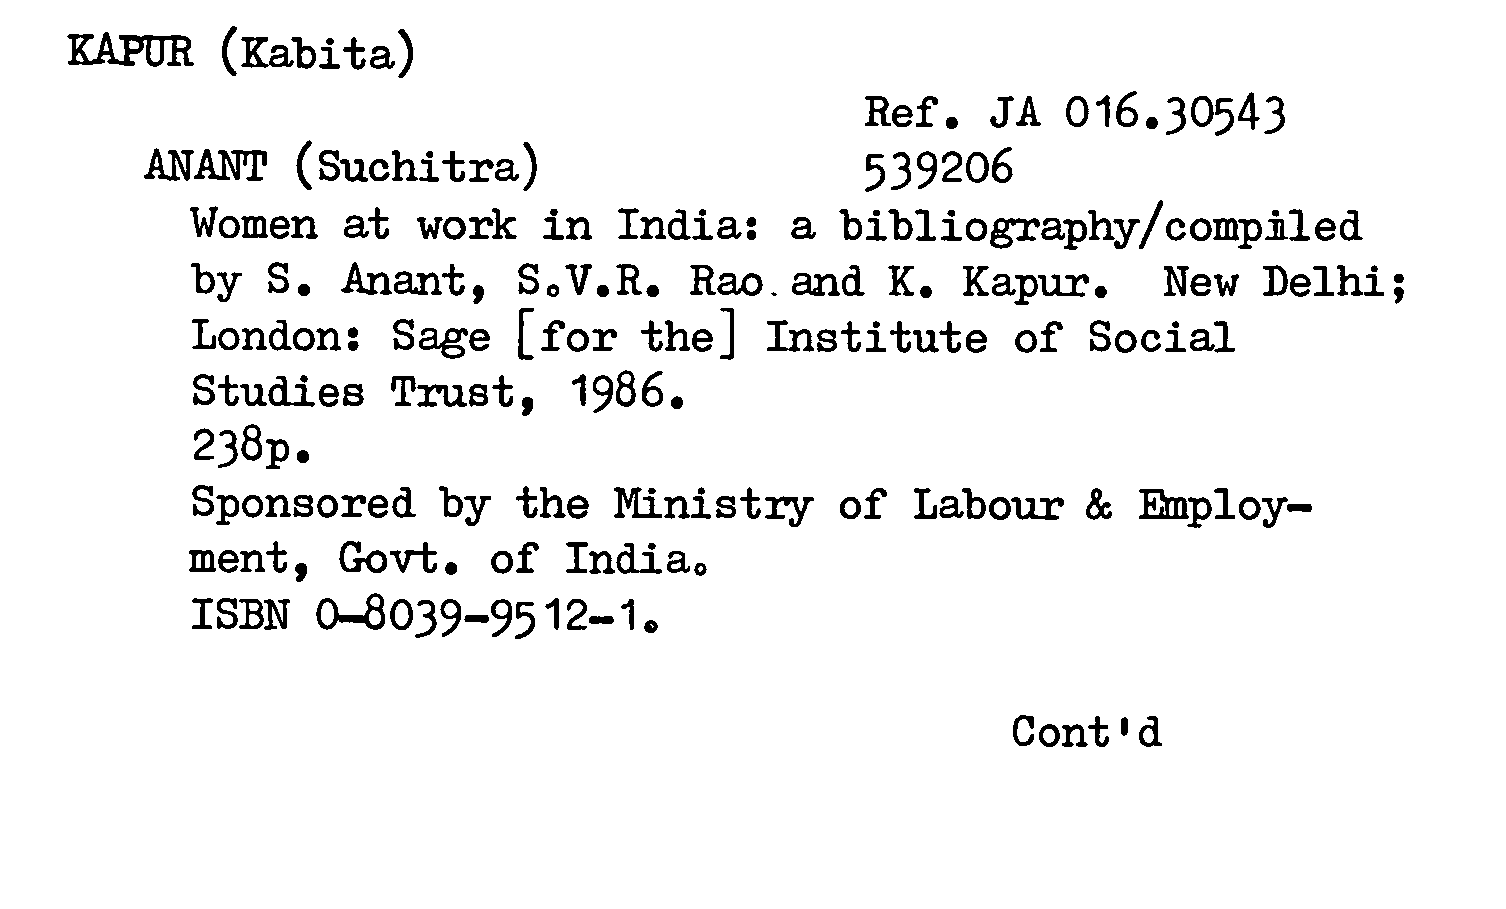 KAPUR (Kabita)
Ref. JA 016.30543
ANANT (Suchitra) 539206
Women at work in India: a bibliography/compiled
by S. Anant, S.V.R. Rao and K. Kapur. New Delhi;
London: Sage [for the] Institute of Social
Studies Trust, 1986.
238p.
Sponsored by the Ministry of Labour & Employ-
ment, Govt. of India.
ISBN 0-8039-9512-1.
Cont'd